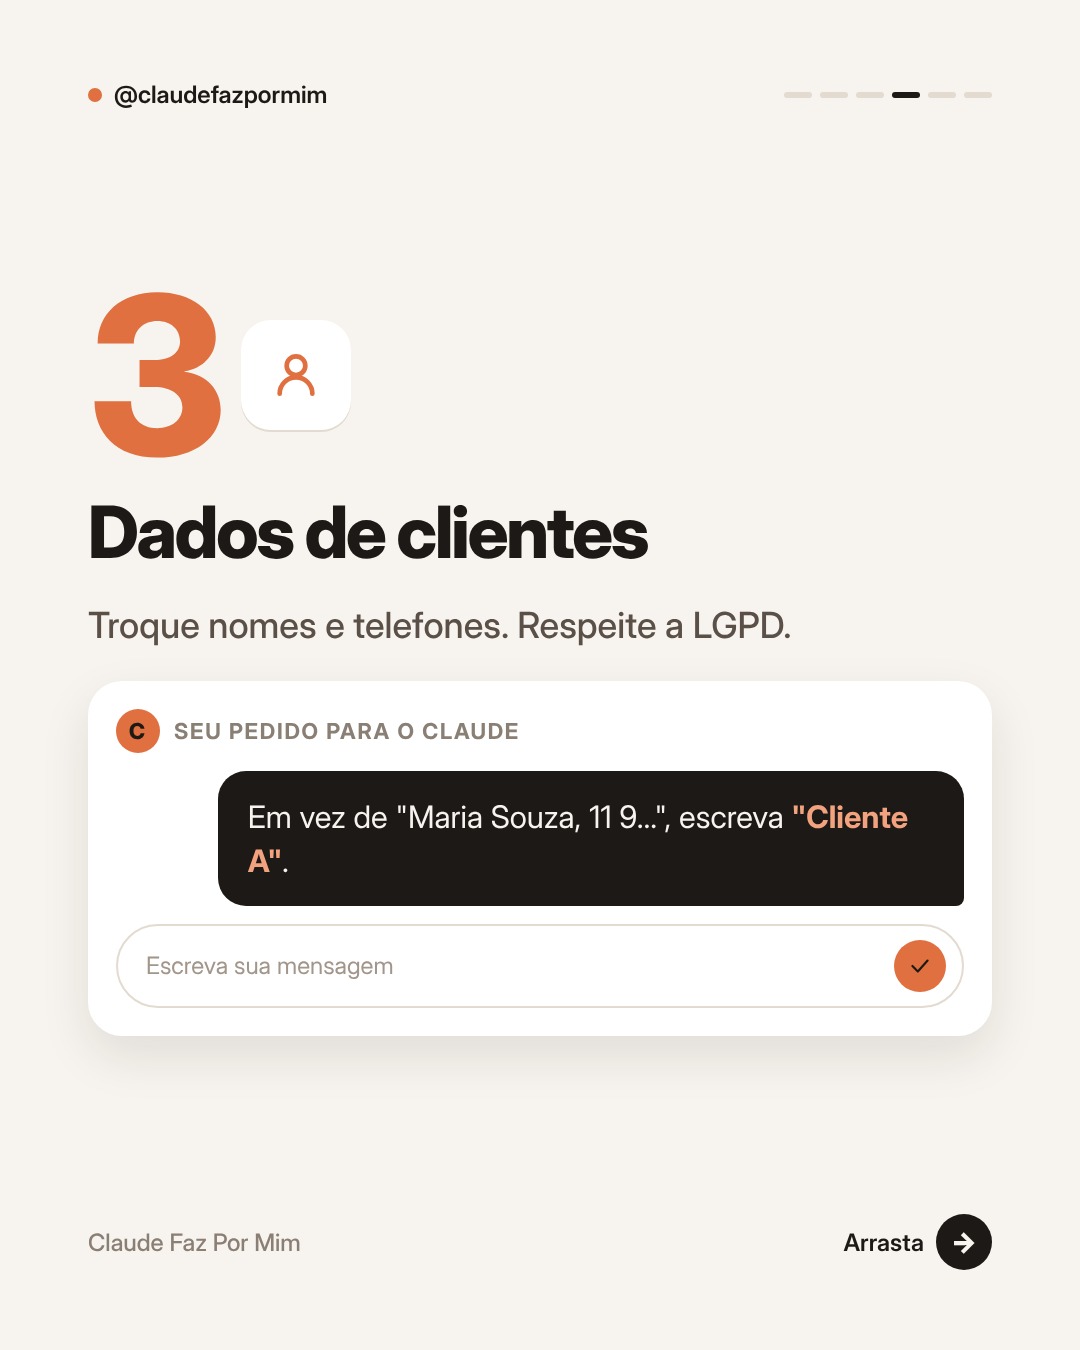 @claudefazpormim
3
Dados de clientes
Troque nomes e telefones. Respeite a LGPD.
C SEU PEDIDO PARA O CLAUDE
Em vez de "Maria Souza, 11 9...", escreva "Cliente
A".
Escreva sua mensagem
Claude Faz Por Mim
Arrasta